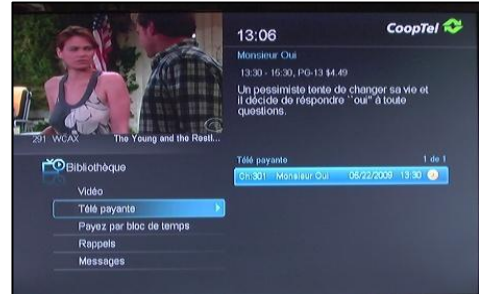 13:06
CoopTel
Monsieur Oui
13:30 - 15:30, PG-13 $4.49
Un pessimiste tente de changer sa vie et
il décide de répondre ``oui'' à toute
questions.
291 WCAX The Young and the Restl...
Bibliothèque
Vidéo
Télé payante
Payez par bloc de temps
Rappels
Messages
Télé payante 1 de 1
Ch:301 Monsieur Oui 06/22/2009 13:30